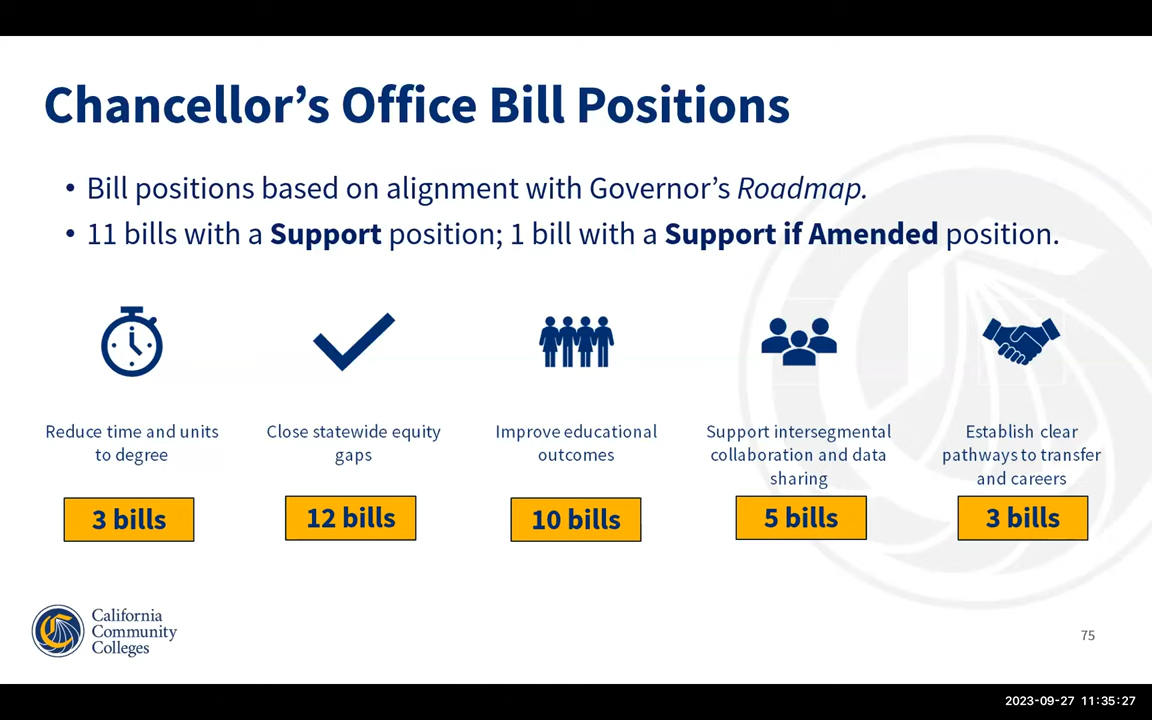 Chancellor's Office Bill Positions
• Bill positions based on alignment with Governor's Roadmap.
• 11 bills with a Support position; 1 bill with a Support if Amended position.
Reduce time and units
to degree
3 bills
Close statewide equity
gaps
12 bills
Improve educational
outcomes
10 bills
Support intersegmental
collaboration and data
sharing
5 bills
Establish clear
pathways to transfer
and careers
3 bills
California
Community
Colleges
75
2023-09-27 11:35:27